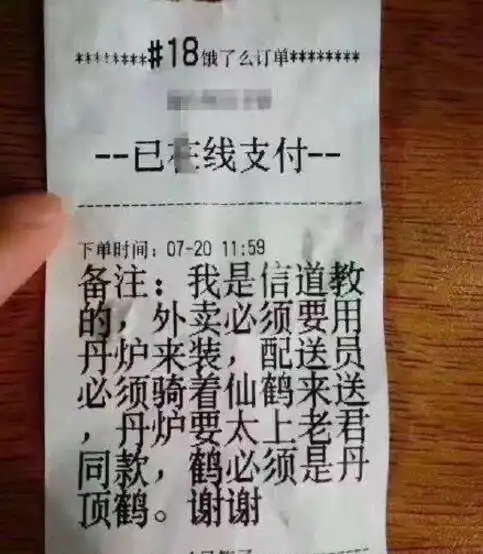 ********#18饿了么订单********
--已在线支付--
下单时间: 07-20 11:59
备注: 我是信道教
的, 外卖必须要用
丹炉来装, 配送员
必须骑着仙鹤来送
, 丹炉要太上老君
同款, 鹤必须是丹
顶鹤。谢谢